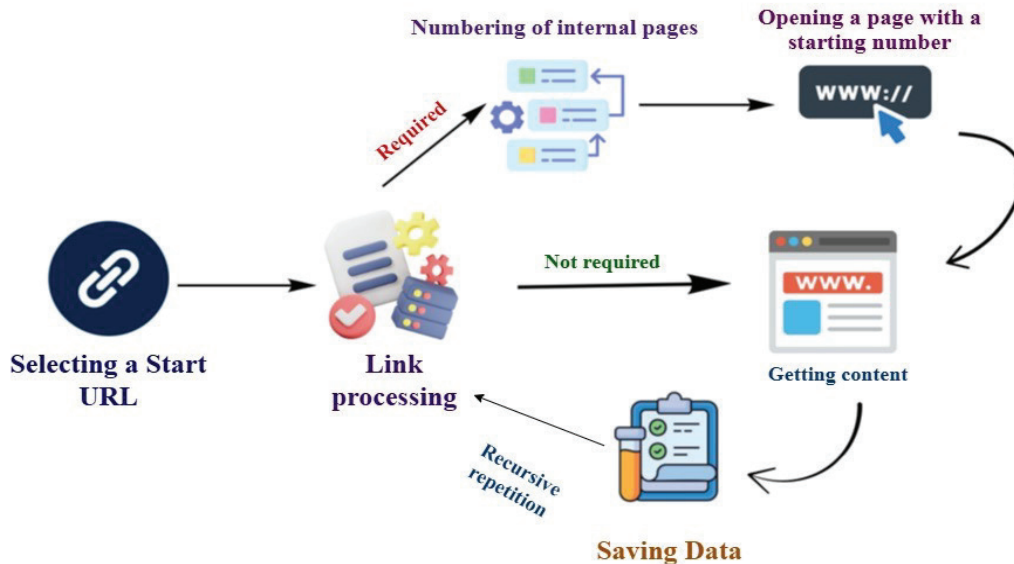 Numbering of internal pages
Opening a page with a
starting number
www://
Required
Selecting a Start
URL
Link
processing
Not required
www.
Getting content
Recursive
repetition
Saving Data